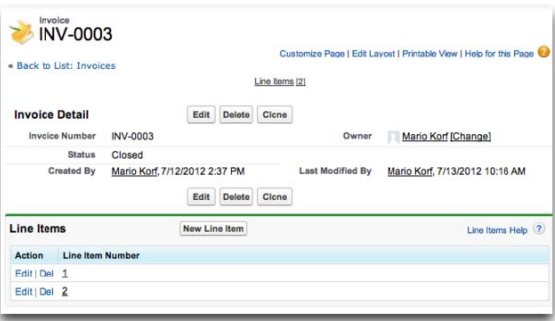 Invoice
INV-0003
Customize Page | Edit Layout | Printable View | Help for this Page ?
« Back to List: Invoices
Line Items [2]
Invoice Detail Edit Delete Clone
Invoice Number INV-0003 Owner Mario Korf [Change]
Status Closed
Created By Mario Korf, 7/12/2012 2:37 PM Last Modified By Mario Korf, 7/13/2012 10:16 AM
Edit Delete Clone
Line Items New Line Item Line Items Help ?
Action Line Item Number
Edit | Del 1
Edit | Del 2